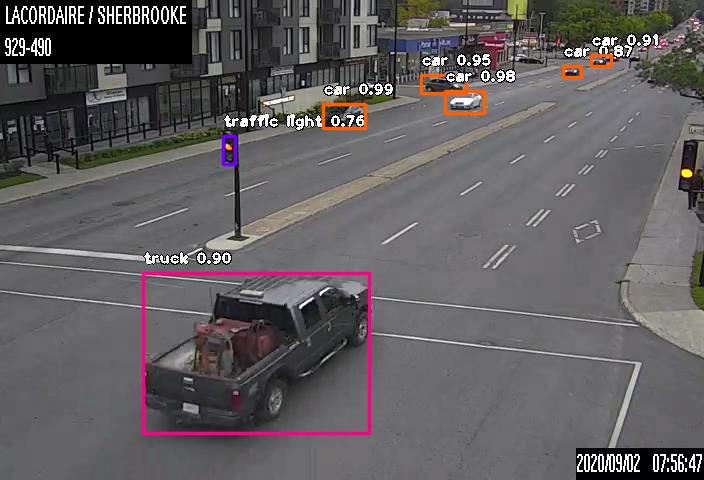 LACORDAIRE / SHERBROOKE
929-490
car 0.91
car 0.87
car 0.95
car 0.98
car 0.99
traffic light 0.76
truck 0.90
2020/09/02 07:56:47